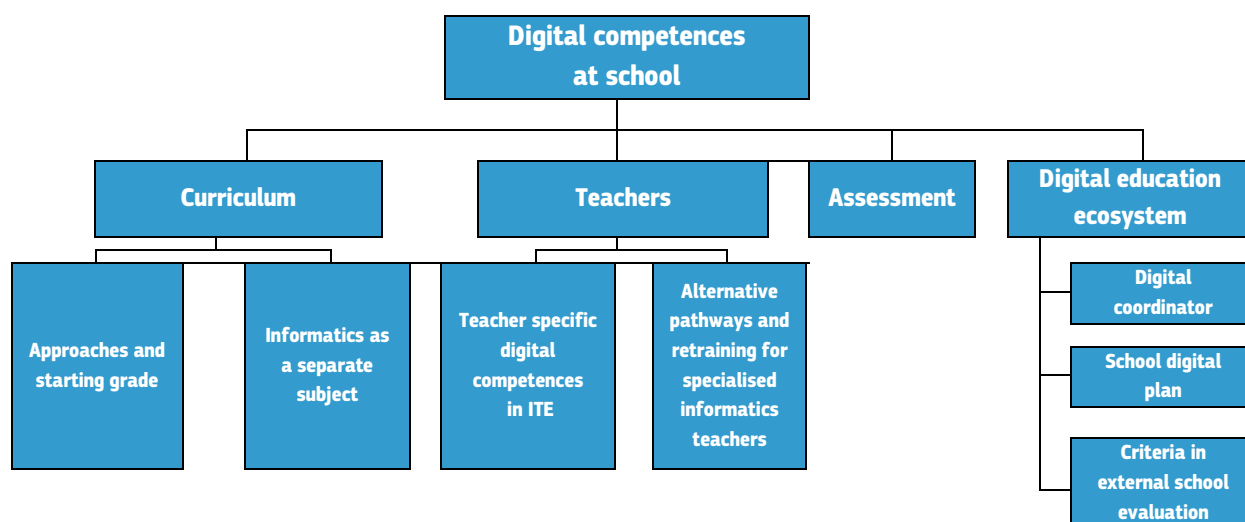 Digital competences
at school
Curriculum
Teachers
Assessment
Digital education
ecosystem
Approaches and
starting grade
Informatics as
a separate
subject
Teacher specific
digital
competences
in ITE
Alternative
pathways and
retraining for
specialised
informatics
teachers
Digital
coordinator
School digital
plan
Criteria in
external school
evaluation